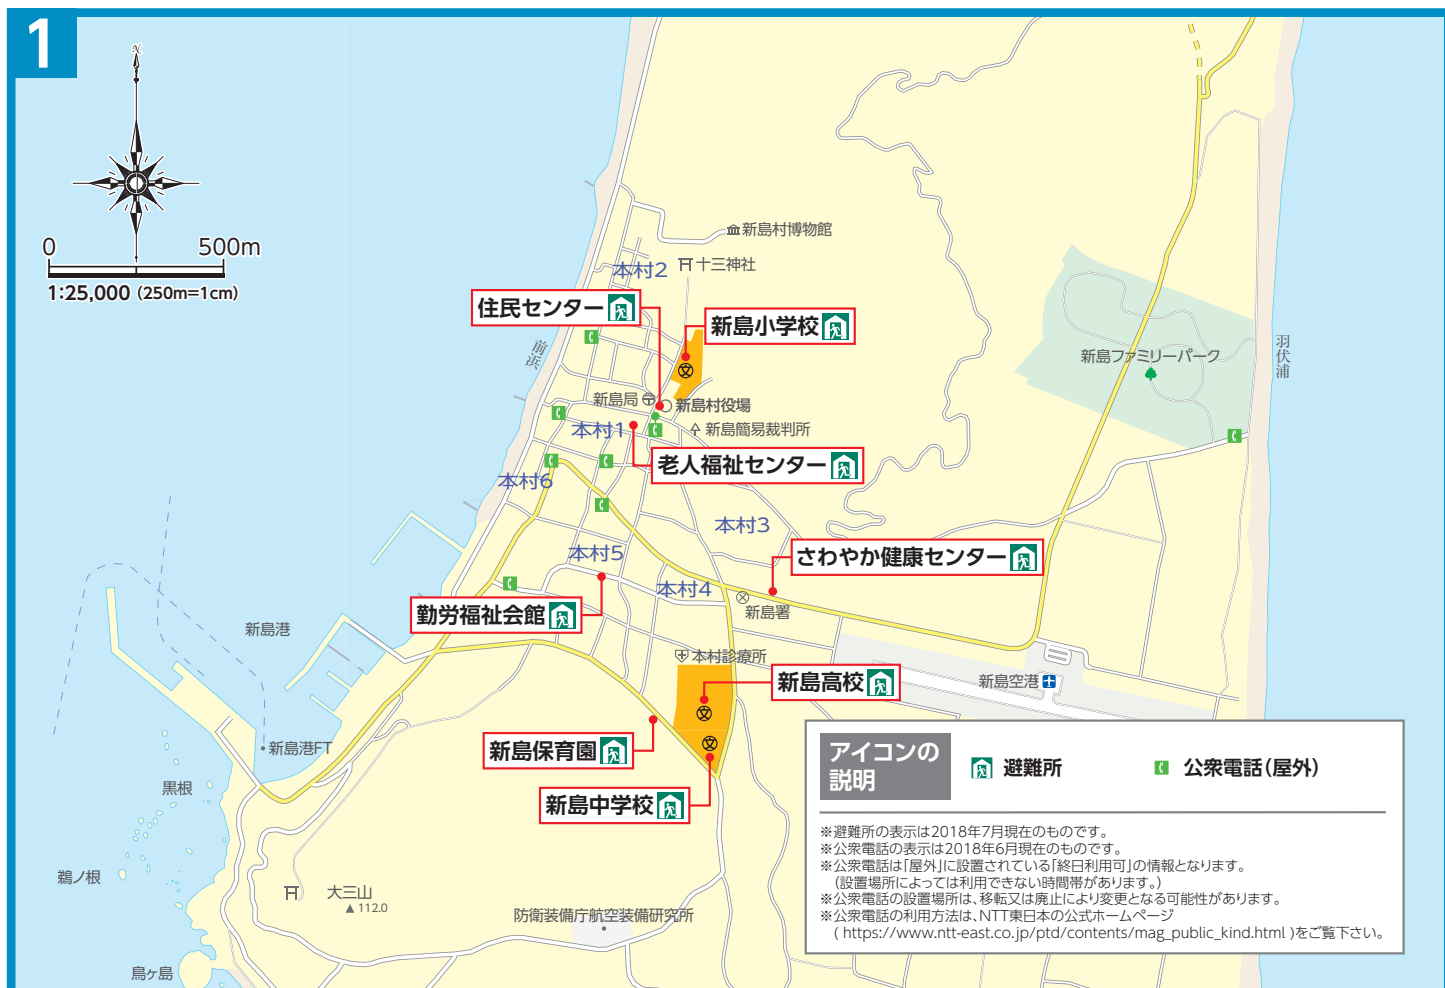 1
N
0
500m
1:25,000 (250m=1cm)
新島村博物館
十三神社
本村2
住民センター
新島小学校
前浜
新島ファミリーパーク
羽伏浦
新島局
新島村役場
本村1
新島簡易裁判所
老人福祉センター
本村6
本村3
本村5
さわやか健康センター
本村4
勤労福祉会館
新島署
新島港
本村診療所
新島高校
新島空港
新島保育園
新島港FT
新島中学校
黒根
鵜ノ根
大三山
▲112.0
防衛装備庁航空装備研究所
鳥ヶ島
アイコンの
説明
避難所
公衆電話(屋外)
※避難所の表示は2018年7月現在のものです。
※公衆電話の表示は2018年6月現在のものです。
※公衆電話は「屋外」に設置されている「終日利用可」の情報となります。
(設置場所によっては利用できない時間帯があります。)
※公衆電話の設置場所は、移転又は廃止により変更となる可能性があります。
※公衆電話の利用方法は、NTT東日本の公式ホームページ
( https://www.ntt-east.co.jp/ptd/contents/mag_public_kind.html )をご覧下さい。